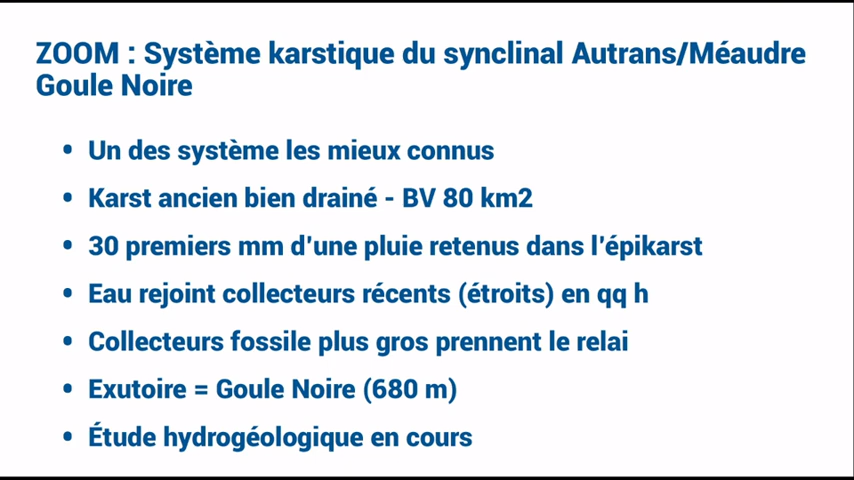 ZOOM : Système karstique du synclinal Autrans/Méaudre
Goule Noire
• Un des système les mieux connus
• Karst ancien bien drainé - BV 80 km2
• 30 premiers mm d'une pluie retenus dans l'épikarst
• Eau rejoint collecteurs récents (étroits) en qq h
• Collecteurs fossile plus gros prennent le relai
• Exutoire = Goule Noire (680 m)
• Étude hydrogéologique en cours